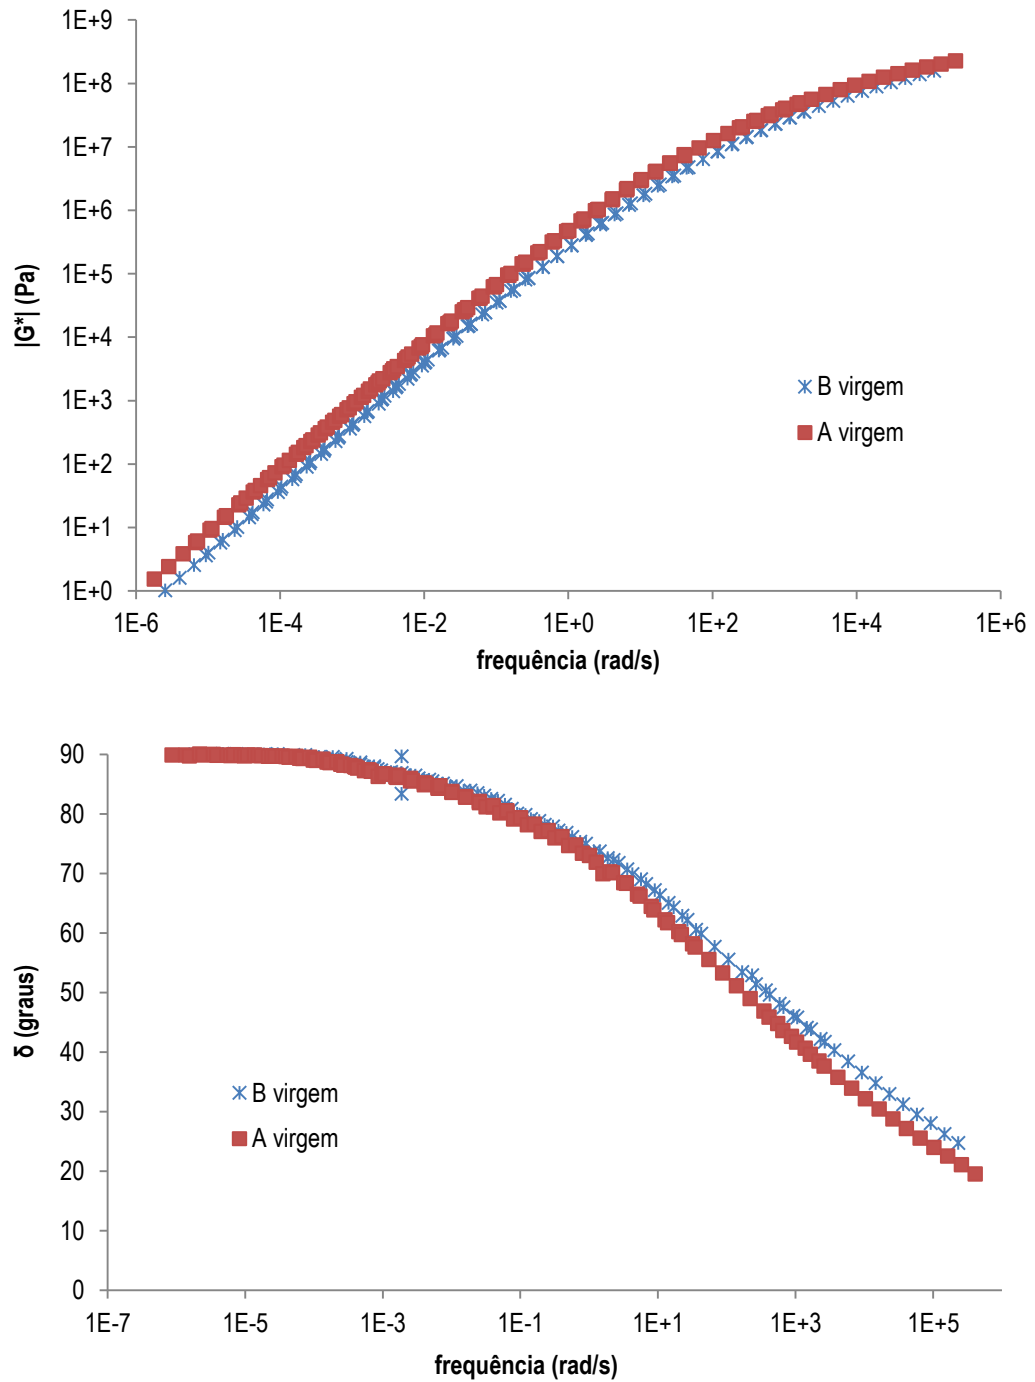 1E+9
1E+8
1E+7
1E+6
1E+5
1E+4
1E+3
1E+2
1E+1
1E+0
|G*| (Pa)
B virgem
A virgem
1E-6 1E-4 1E-2 1E+0 1E+2 1E+4 1E+6
frequência (rad/s)
90
80
70
60
50
40
30
20
10
0
δ (graus)
B virgem
A virgem
1E-7 1E-5 1E-3 1E-1 1E+1 1E+3 1E+5
frequência (rad/s)